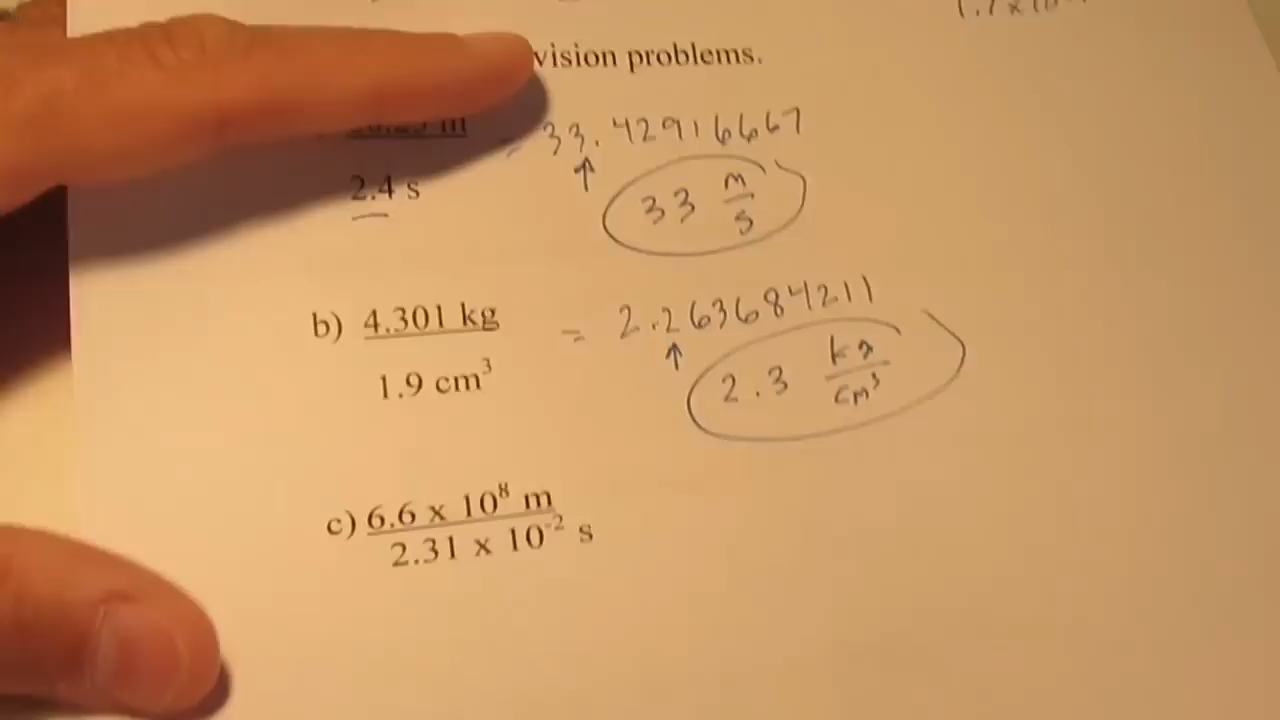 vision problems.
= 33.42916667
2.4 s
33 m/s
b) 4.301 kg
1.9 cm³
= 2.263684211
2.3 kg/cm³
c) 6.6 x 10⁸ m
2.31 x 10⁻² s